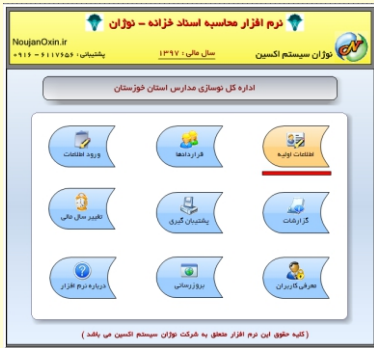 نرم افزار محاسبه اسناد خزانه - نوژان
NoujanOxin.ir
نوژان سیستم اکسین
سال مالی : ۱۳۹۷
پشتیبانی : ۶۱۱۷۶۵۶ - ۰۹۱۶
اداره کل نوسازی مدارس استان خوزستان
اطلاعات اولیه
قراردادها
ورود اطلاعات
گزارشات
پشتیبان گیری
تغییر سال مالی
معرفی کاربران
بروزرسانی
درباره نرم افزار
( کلیه حقوق این نرم افزار متعلق به شرکت نوژان سیستم اکسین می باشد )